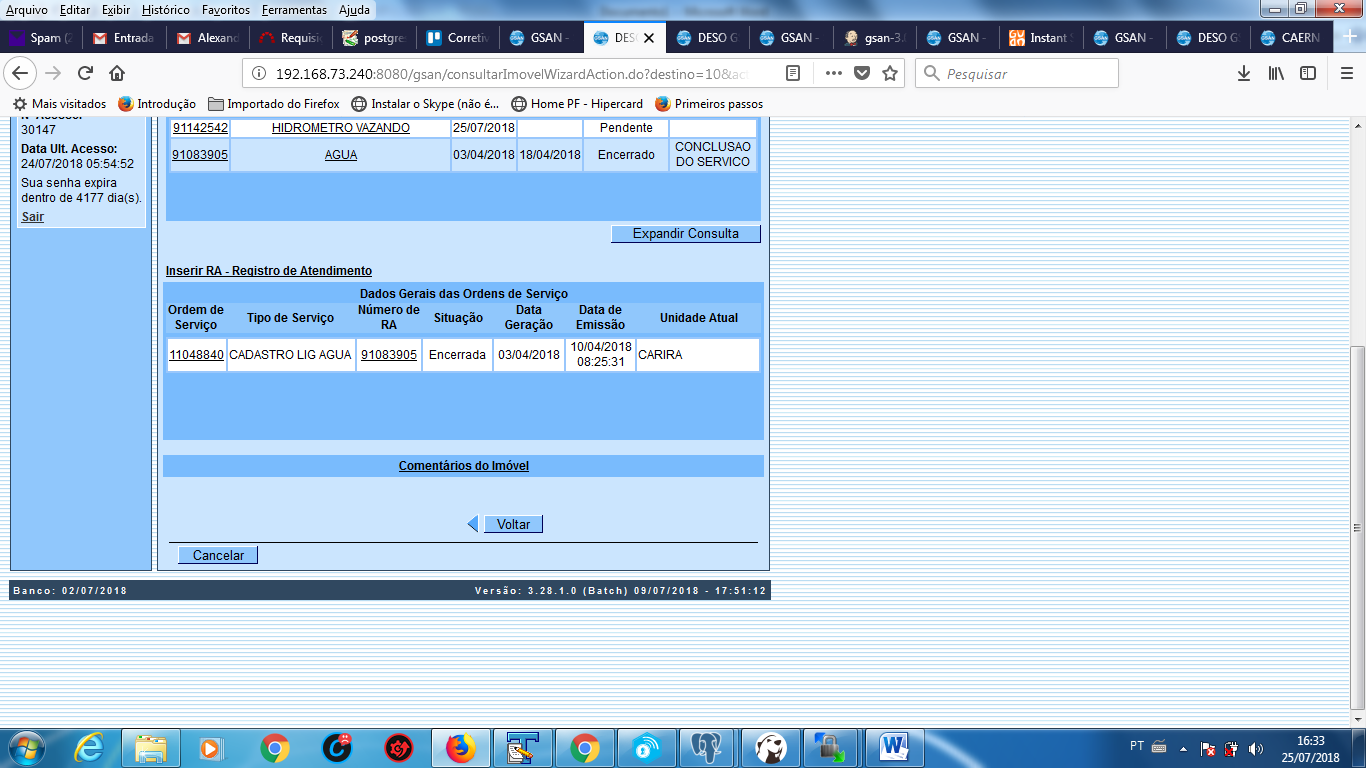 Arquivo Editar Exibir Histórico Favoritos Ferramentas Ajuda
Spam (2 Entrada Alexand Requisi postgre Corretiv GSAN - DESO DESO G GSAN - gsan-3. GSAN - Instant S GSAN - DESO GS CAERN
192.168.73.240:8080/gsan/consultarImovelWizardAction.do?destino=10&ac
Pesquisar
Mais visitados Introdução Importado do Firefox Instalar o Skype (não é... Home PF - Hipercard Primeiros passos
30147
Data Ult. Acesso:
24/07/2018 05:54:52
Sua senha expira
dentro de 4177 dia(s).
Sair
91142542 HIDROMETRO VAZANDO 25/07/2018 Pendente
91083905 AGUA 03/04/2018 18/04/2018 Encerrado CONCLUSAO DO SERVICO
Expandir Consulta
Inserir RA - Registro de Atendimento
Dados Gerais das Ordens de Serviço
Ordem de Serviço Tipo de Serviço Número de RA Situação Data Geração Data de Emissão Unidade Atual
11048840 CADASTRO LIG AGUA 91083905 Encerrada 03/04/2018 10/04/2018 08:25:31 CARIRA
Comentários do Imóvel
Voltar
Cancelar
Banco: 02/07/2018 Versão: 3.28.1.0 (Batch) 09/07/2018 - 17:51:12
PT 16:33
25/07/2018